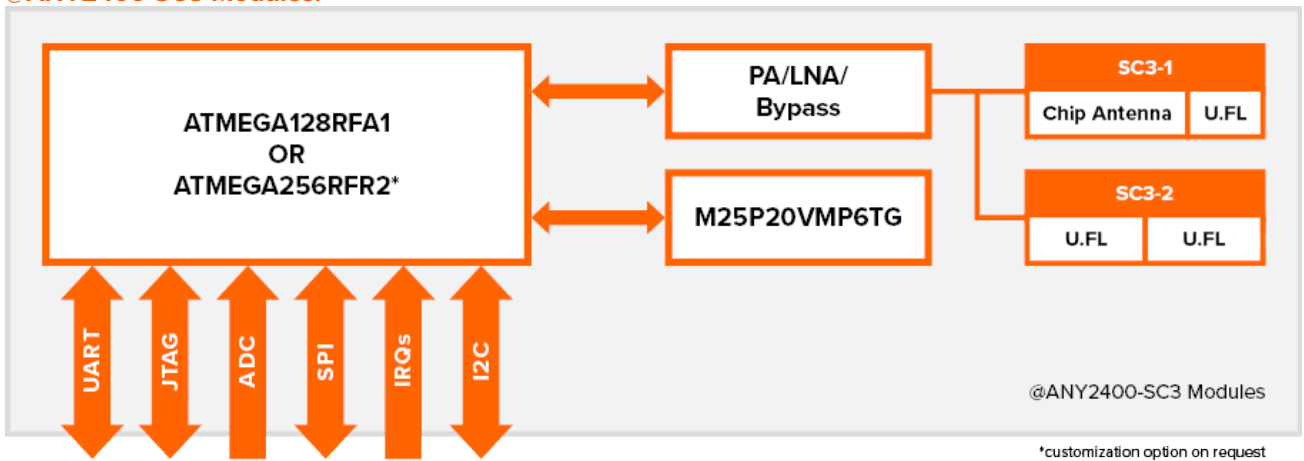 ATMEGA128RFA1
OR
ATMEGA256RFR2*
PA/LNA/
Bypass
M25P20VMP6TG
SC3-1
Chip Antenna
U.FL
SC3-2
U.FL
U.FL
UART
JTAG
ADC
SPI
IRQs
I2C
@ANY2400-SC3 Modules
*customization option on request